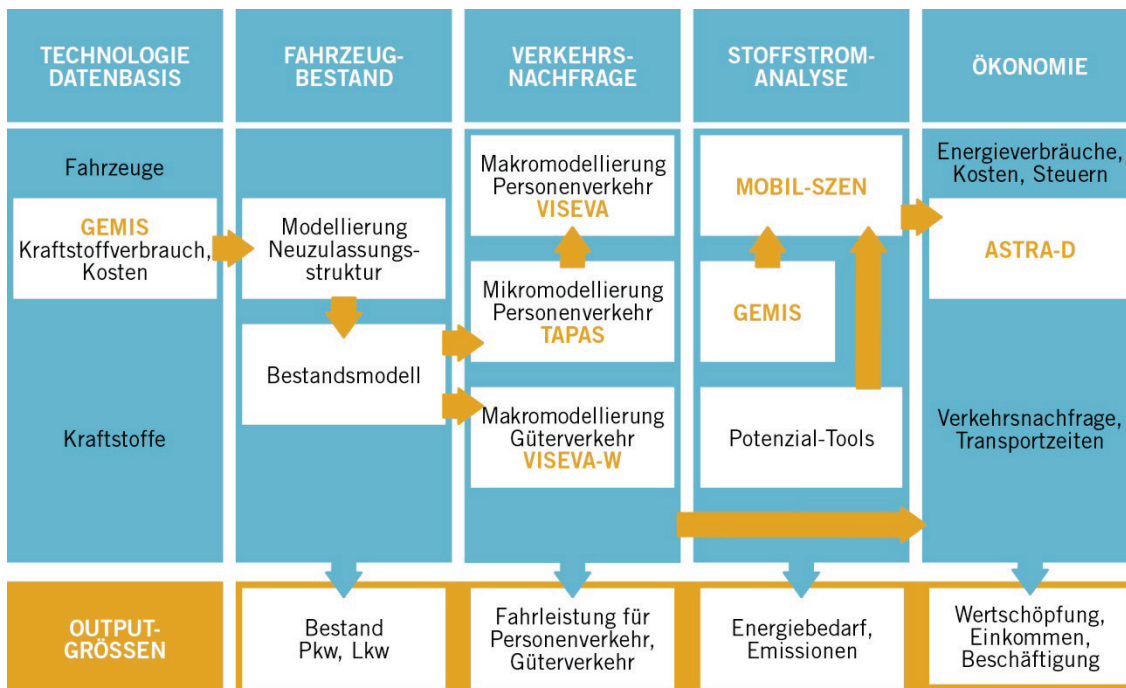 TECHNOLOGIE
DATENBASIS
FAHRZEUG-
BESTAND
VERKEHRS-
NACHFRAGE
STOFFSTROM-
ANALYSE
ÖKONOMIE
Fahrzeuge
GEMIS
Kraftstoffverbrauch,
Kosten
Kraftstoffe
Modellierung
Neuzulassungs-
struktur
Bestandsmodell
Makromodellierung
Personenverkehr
VISEVA
Mikromodellierung
Personenverkehr
TAPAS
Makromodellierung
Güterverkehr
VISEVA-W
MOBIL-SZEN
GEMIS
Potenzial-Tools
Energieverbräuche,
Kosten, Steuern
ASTRA-D
Verkehrsnachfrage,
Transportzeiten
OUTPUT-
GRÖSSEN
Bestand
Pkw, Lkw
Fahrleistung für
Personenverkehr,
Güterverkehr
Energiebedarf,
Emissionen
Wertschöpfung,
Einkommen,
Beschäftigung